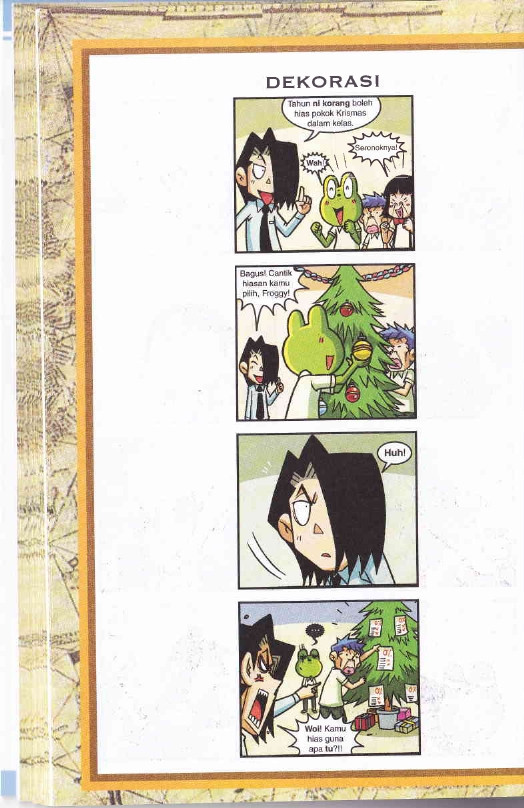 DEKORASI
Tahun ni korang boleh
hias pokok Krismas
dalam kelas.
Wah!
Seronoknya!
Bagus! Cantik
hiasan kamu
pilih, Froggy!
Huh!
...
Woi! Kamu
hias guna
apa tu?!!